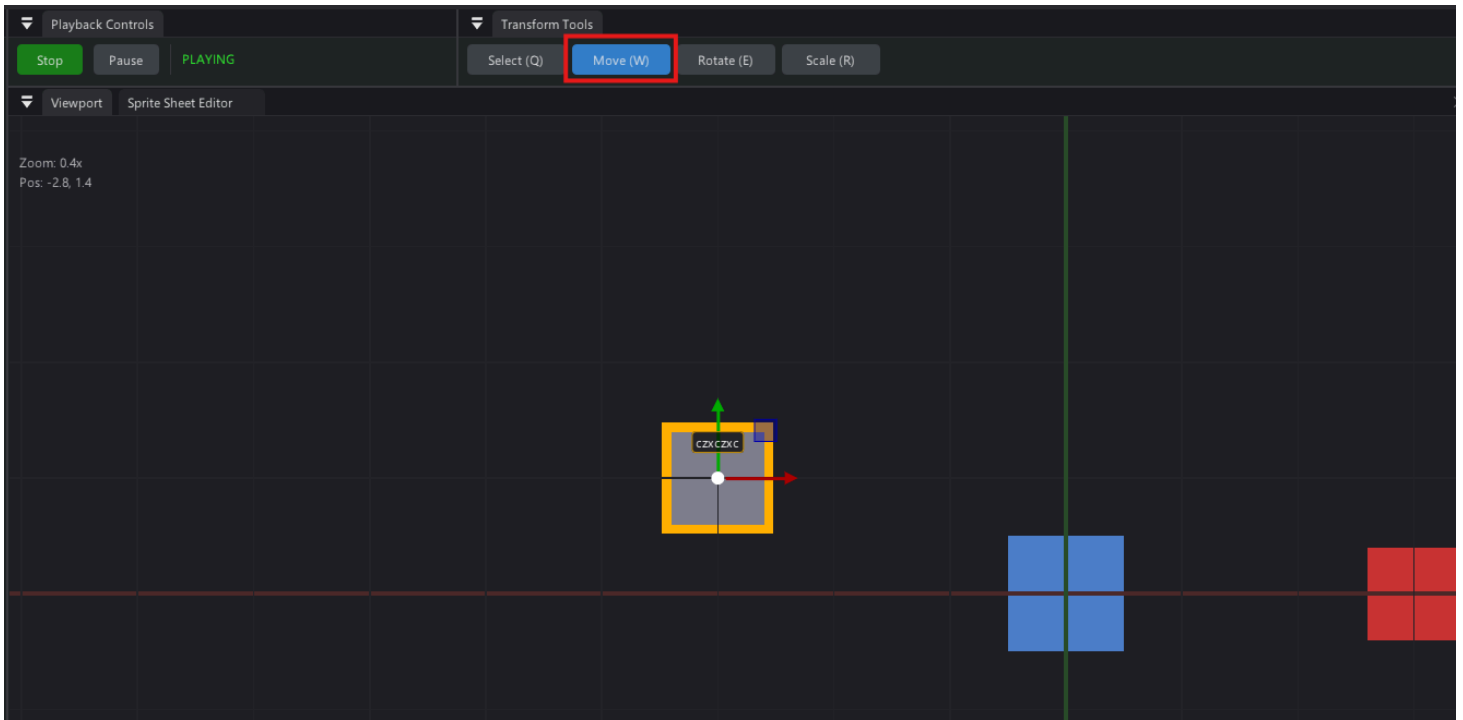 Playback Controls
Transform Tools
Stop
Pause
PLAYING
Select (Q)
Move (W)
Rotate (E)
Scale (R)
Viewport
Sprite Sheet Editor
Zoom: 0.4x
Pos: -2.8, 1.4
czxczxc